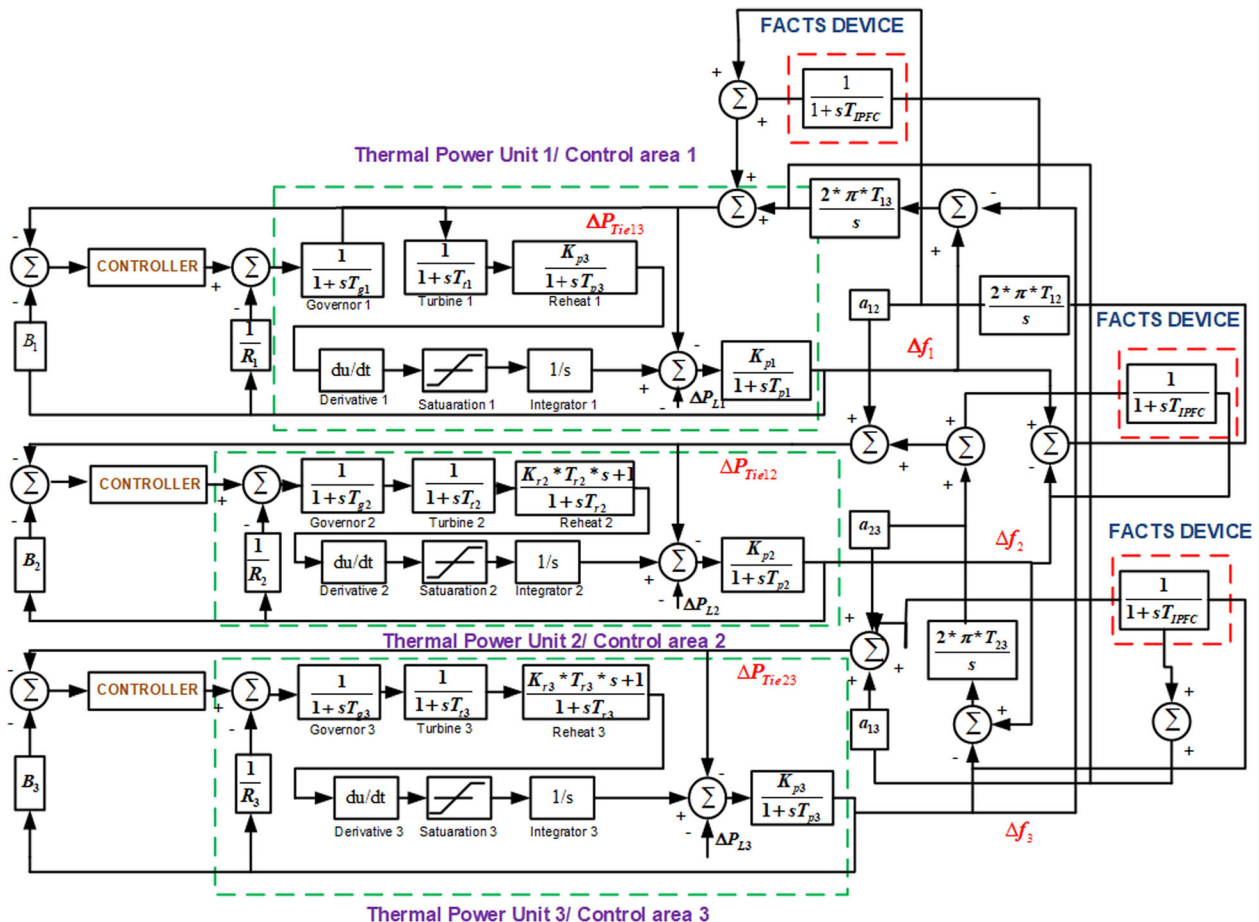 FACTS DEVICE
FACTS DEVICE
+ Σ +
1
1+sT_IPFC
+
Thermal Power Unit 1/ Control area 1
ΔP_Tie13
+ Σ +
2* π* T_13
s
- Σ +
- Σ -
CONTROLLER
+ Σ -
1
1+sT_g1
Governor 1
1
1+sT_t1
Turbine 1
K_p3
1+sT_p3
Reheat 1
B_1
1
R_1
a_12
2* π* T_12
s
FACTS DEVICE
du/dt
Derivative 1
Satuaration 1
1/s
Integrator 1
- + Σ -
ΔP_L1
K_p1
1+sT_p1
Δf_1
1
1+sT_IPFC
+ Σ +
+ Σ +
+ Σ -
ΔP_Tie12
- Σ -
CONTROLLER
+ Σ -
1
1+sT_g2
Governor 2
1
1+sT_t2
Turbine 2
K_r2 * T_r2 * s+1
1+sT_r2
Reheat 2
B_2
1
R_2
du/dt
Derivative 2
Satuaration 2
1/s
Integrator 2
- + Σ -
ΔP_L2
K_p2
1+sT_p2
a_23
Δf_2
FACTS DEVICE
1
1+sT_IPFC
Thermal Power Unit 2/ Control area 2
ΔP_Tie23
+ Σ + +
2* π* T_23
s
- Σ -
CONTROLLER
+ Σ -
1
1+sT_g3
Governor 3
1
1+sT_t3
Turbine 3
K_r3 * T_r3 * s+1
1+sT_r3
Reheat 3
a_13
+ Σ -
+ Σ +
B_3
1
R_3
du/dt
Derivative 3
Satuaration 3
1/s
Integrator 3
- + Σ -
ΔP_L3
K_p3
1+sT_p3
Δf_3
Thermal Power Unit 3/ Control area 3